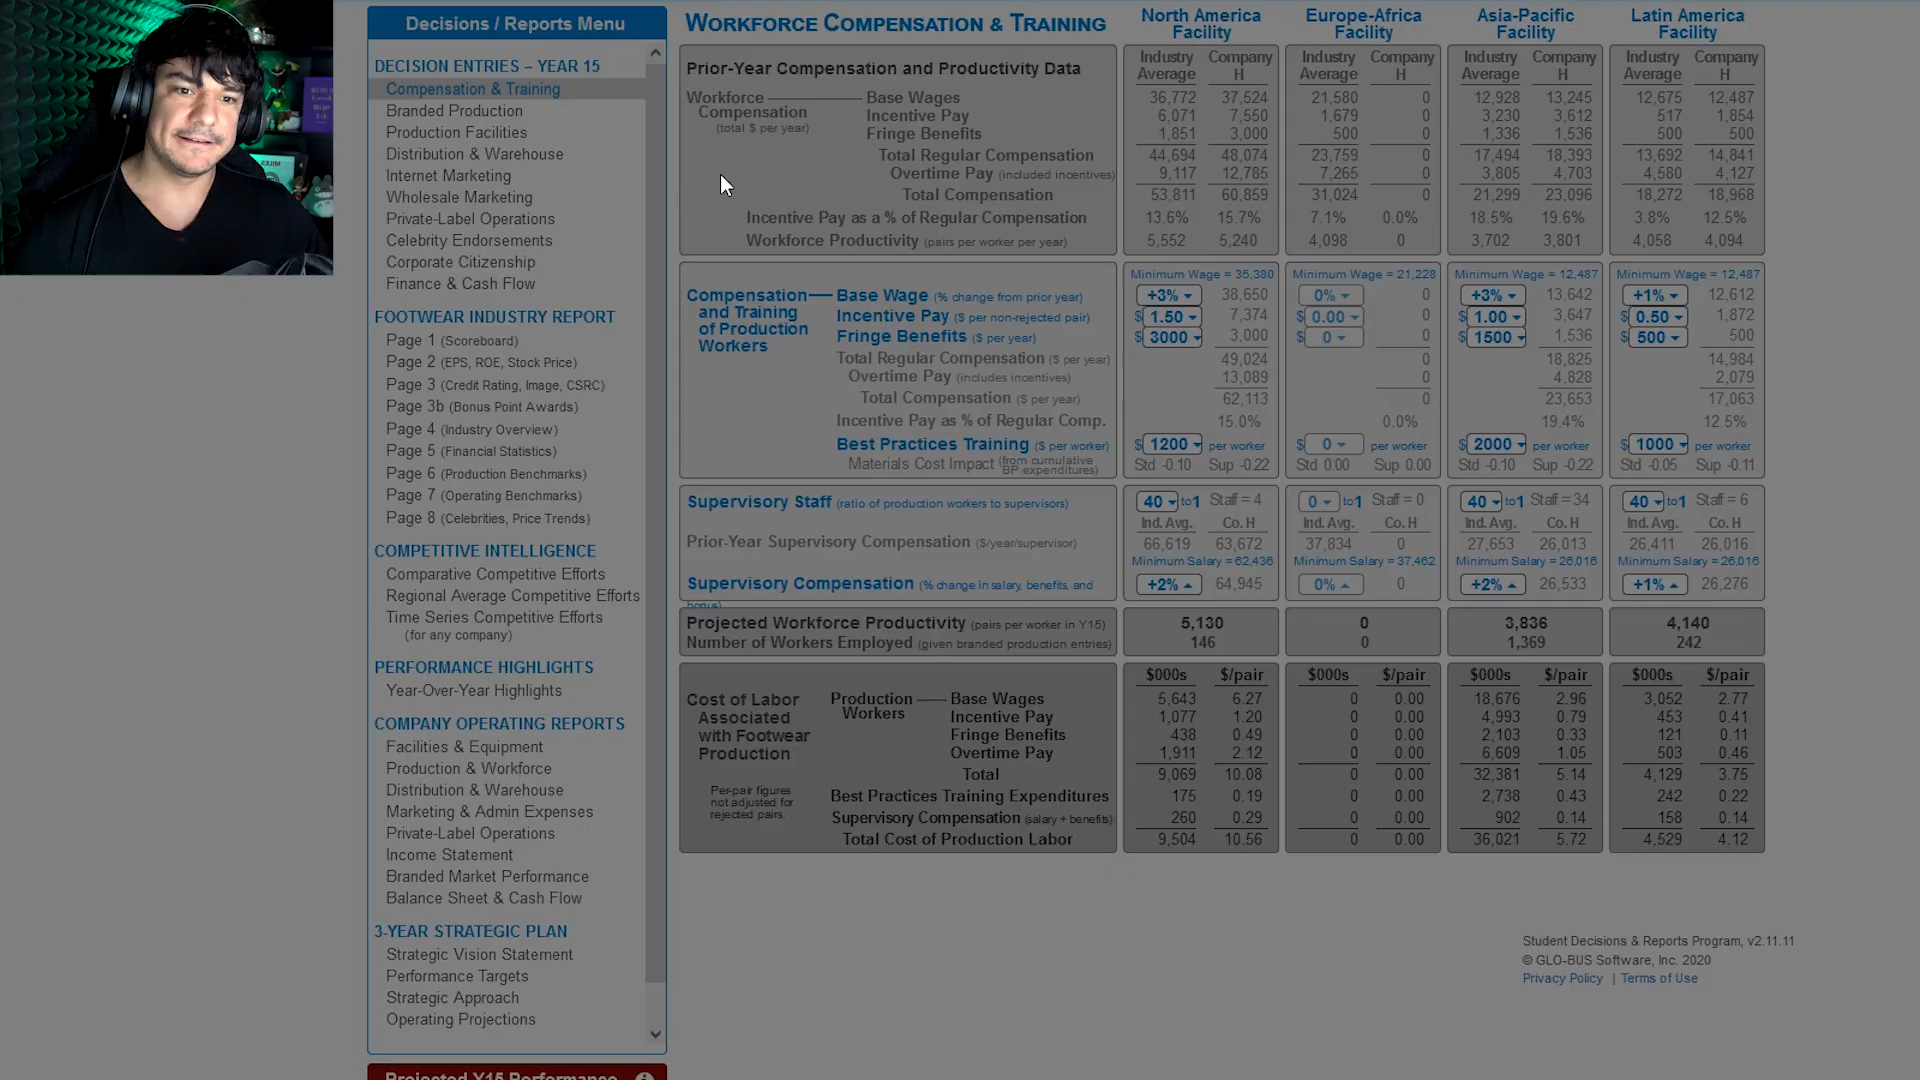 Decisions / Reports Menu
DECISION ENTRIES – YEAR 15
Compensation & Training
Branded Production
Production Facilities
Distribution & Warehouse
Internet Marketing
Wholesale Marketing
Private-Label Operations
Celebrity Endorsements
Corporate Citizenship
Finance & Cash Flow
FOOTWEAR INDUSTRY REPORT
Page 1 (Scoreboard)
Page 2 (EPS, ROE, Stock Price)
Page 3 (Credit Rating, Image, CSRC)
Page 3b (Bonus Point Awards)
Page 4 (Industry Overview)
Page 5 (Financial Statistics)
Page 6 (Production Benchmarks)
Page 7 (Operating Benchmarks)
Page 8 (Celebrities, Price Trends)
COMPETITIVE INTELLIGENCE
Comparative Competitive Efforts
Regional Average Competitive Efforts
Time Series Competitive Efforts
(for any company)
PERFORMANCE HIGHLIGHTS
Year-Over-Year Highlights
COMPANY OPERATING REPORTS
Facilities & Equipment
Production & Workforce
Distribution & Warehouse
Marketing & Admin Expenses
Private-Label Operations
Income Statement
Branded Market Performance
Balance Sheet & Cash Flow
3-YEAR STRATEGIC PLAN
Strategic Vision Statement
Performance Targets
Strategic Approach
Operating Projections
Projected Y15 Performance
WORKFORCE COMPENSATION & TRAINING
North America Facility Europe-Africa Facility Asia-Pacific Facility Latin America Facility
Industry Average Company H Industry Average Company H Industry Average Company H Industry Average Company H
Prior-Year Compensation and Productivity Data
Workforce Compensation (total $ per year)
Base Wages 36,772 37,524 21,580 0 12,928 13,245 12,675 12,487
Incentive Pay 6,071 7,550 1,679 0 3,230 3,612 517 1,854
Fringe Benefits 1,851 3,000 500 0 1,336 1,536 500 500
Total Regular Compensation 44,694 48,074 23,759 0 17,494 18,393 13,692 14,841
Overtime Pay (included incentives) 9,117 12,785 7,265 0 3,805 4,703 4,580 4,127
Total Compensation 53,811 60,859 31,024 0 21,299 23,096 18,272 18,968
Incentive Pay as a % of Regular Compensation 13.6% 15.7% 7.1% 0.0% 18.5% 19.6% 3.8% 12.5%
Workforce Productivity (pairs per worker per year) 5,552 5,240 4,098 0 3,702 3,801 4,058 4,094
Minimum Wage = 35,380 Minimum Wage = 21,228 Minimum Wage = 12,487 Minimum Wage = 12,487
Compensation and Training of Production Workers
Base Wage (% change from prior year) +3% 38,650 0% 0 +3% 13,642 +1% 12,612
Incentive Pay ($ per non-rejected pair) $ 1.50 7,374 $ 0.00 0 $ 1.00 3,647 $ 0.50 1,872
Fringe Benefits ($ per year) $ 3000 3,000 $ 0 0 $ 1500 1,536 $ 500 500
Total Regular Compensation ($ per year) 49,024 0 18,825 14,984
Overtime Pay (includes incentives) 13,089 0 4,828 2,079
Total Compensation ($ per year) 62,113 0 23,653 17,063
Incentive Pay as % of Regular Comp. 15.0% 0.0% 19.4% 12.5%
Best Practices Training ($ per worker) $ 1200 per worker $ 0 per worker $ 2000 per worker $ 1000 per worker
Materials Cost Impact (from cumulative BP expenditures) Std -0.10 Sup -0.22 Std 0.00 Sup 0.00 Std -0.10 Sup -0.22 Std -0.05 Sup -0.11
Supervisory Staff (ratio of production workers to supervisors) 40 to1 Staff = 4 0 to1 Staff = 0 40 to1 Staff = 34 40 to1 Staff = 6
Ind. Avg. Co. H Ind. Avg. Co. H Ind. Avg. Co. H Ind. Avg. Co. H
Prior-Year Supervisory Compensation ($/year/supervisor) 66,619 63,672 37,834 0 27,653 26,013 26,411 26,016
Minimum Salary = 62,436 Minimum Salary = 37,462 Minimum Salary = 26,016 Minimum Salary = 26,016
Supervisory Compensation (% change in salary, benefits, and bonus) +2% 64,945 0% 0 +2% 26,533 +1% 26,276
Projected Workforce Productivity (pairs per worker in Y15) 5,130 0 3,836 4,140
Number of Workers Employed (given branded production entries) 146 0 1,369 242
$000s $/pair $000s $/pair $000s $/pair $000s $/pair
Cost of Labor Associated with Footwear Production
Per-pair figures not adjusted for rejected pairs.
Production Workers
Base Wages 5,643 6.27 0 0.00 18,676 2.96 3,052 2.77
Incentive Pay 1,077 1.20 0 0.00 4,993 0.79 453 0.41
Fringe Benefits 438 0.49 0 0.00 2,103 0.33 121 0.11
Overtime Pay 1,911 2.12 0 0.00 6,609 1.05 503 0.46
Total 9,069 10.08 0 0.00 32,381 5.14 4,129 3.75
Best Practices Training Expenditures 175 0.19 0 0.00 2,738 0.43 242 0.22
Supervisory Compensation (salary + benefits) 260 0.29 0 0.00 902 0.14 158 0.14
Total Cost of Production Labor 9,504 10.56 0 0.00 36,021 5.72 4,529 4.12
Student Decisions & Reports Program, v2.11.11
© GLO-BUS Software, Inc. 2020
Privacy Policy | Terms of Use